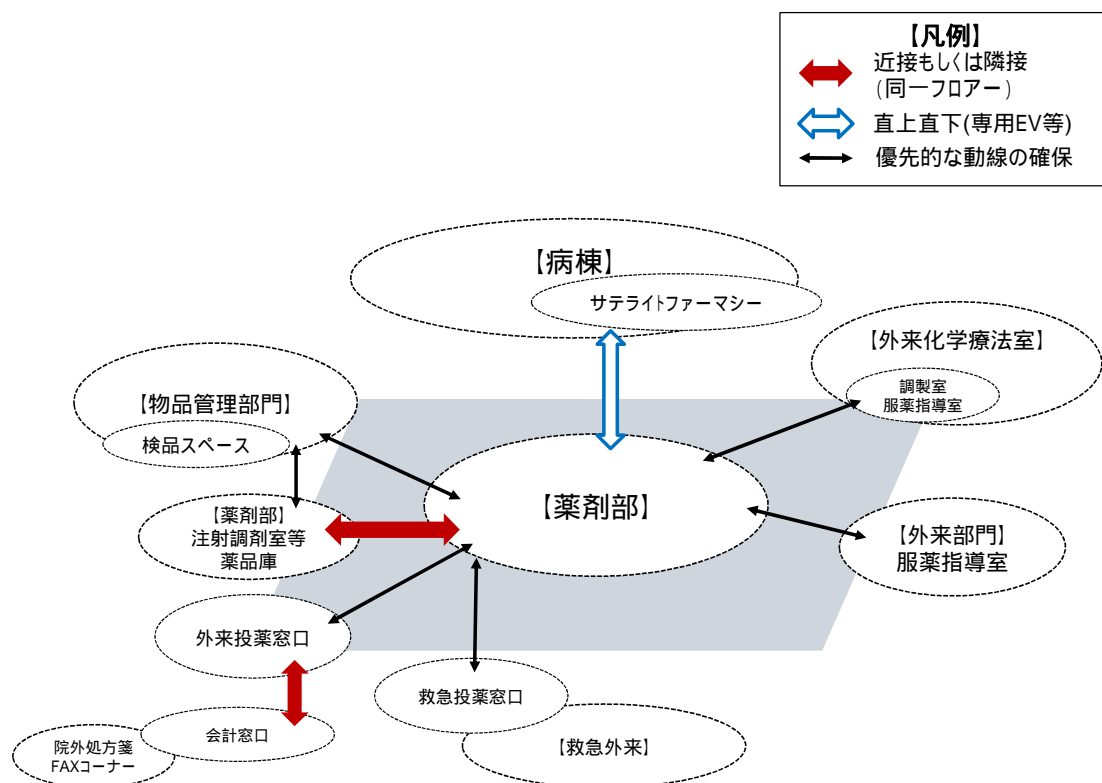 【凡例】
近接もしくは隣接
(同一フロアー)
直上直下(専用EV等)
優先的な動線の確保
【病棟】
サテライトファーマシー
【外来化学療法室】
調製室
服薬指導室
【物品管理部門】
検品スペース
【薬剤部】
【薬剤部】
注射調剤室等
薬品庫
【外来部門】
服薬指導室
外来投薬窓口
救急投薬窓口
会計窓口
【救急外来】
院外処方箋
FAXコーナー